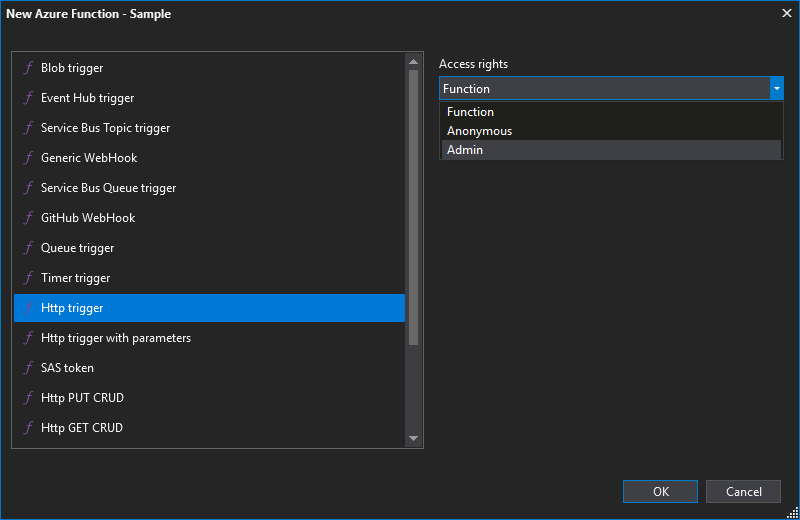 New Azure Function - Sample
Blob trigger
Event Hub trigger
Service Bus Topic trigger
Generic WebHook
Service Bus Queue trigger
GitHub WebHook
Queue trigger
Timer trigger
Http trigger
Http trigger with parameters
SAS token
Http PUT CRUD
Http GET CRUD
Access rights
Function
Function
Anonymous
Admin
OK
Cancel